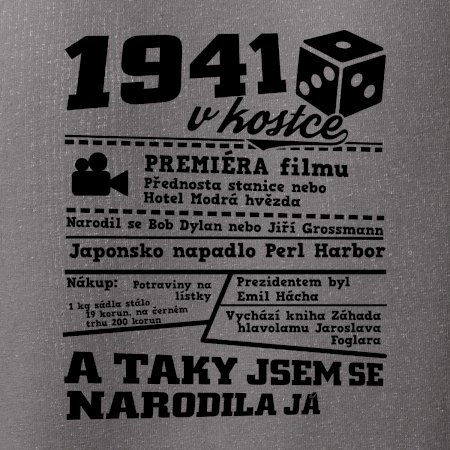 1941
v kostce
PREMIÉRA filmu
Přednosta stanice nebo
Hotel Modrá hvězda
Narodil se Bob Dylan nebo Jiří Grossmann
Japonsko napadlo Perl Harbor
Nákup:
Potraviny na
lístky
1 kg sádla stálo
19 korun, na černém
trhu 200 korun
Prezidentem byl
Emil Hácha
Vychází kniha Záhada
hlavolamu Jaroslava
Foglara
A TAKY JSEM SE
NARODILA JÁ